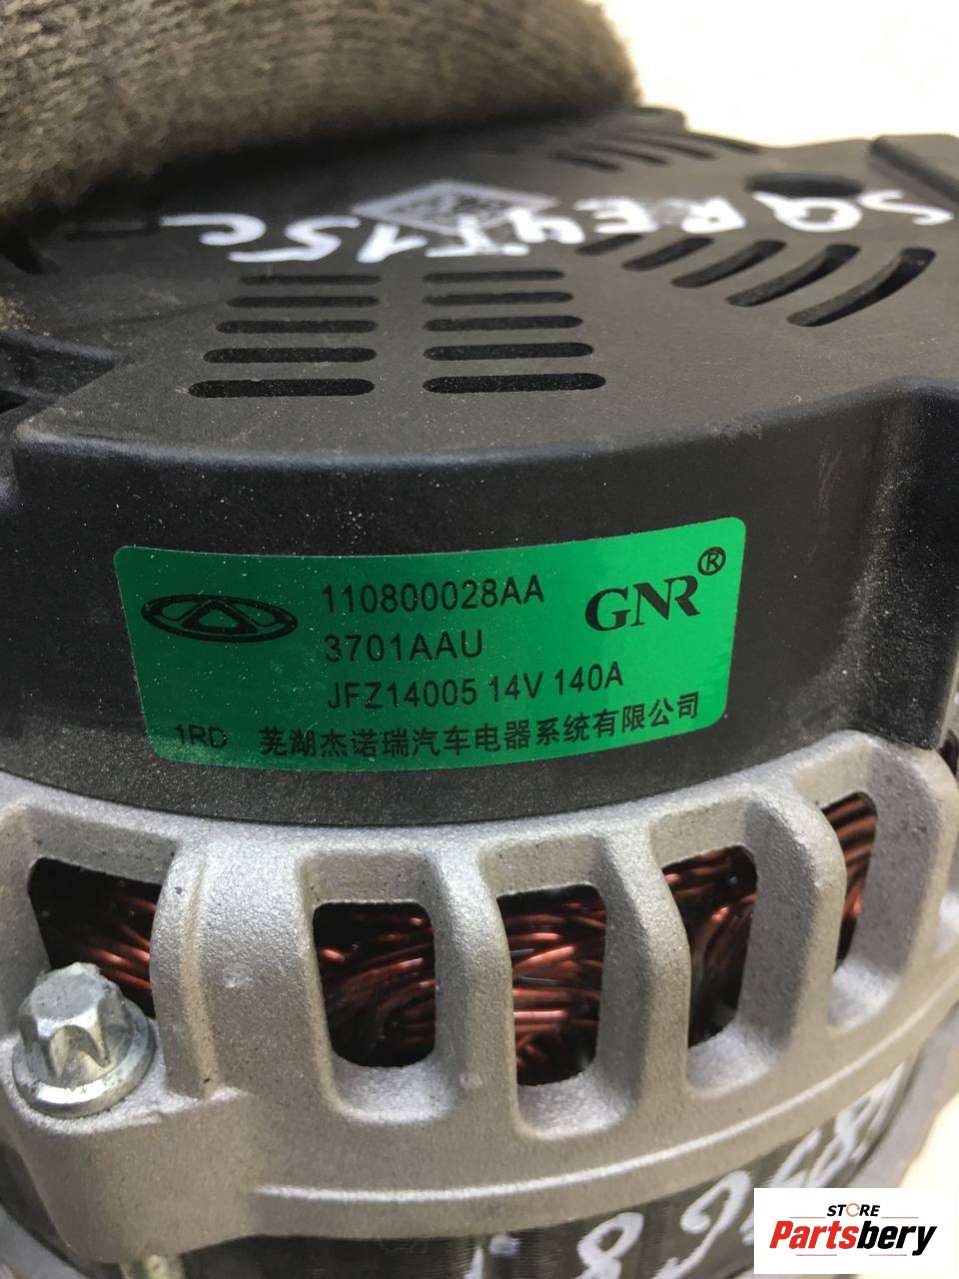 SQRE4T15C
110800028AA
GNR®
3701AAU
JFZ14005 14V 140A
1RD 芜湖杰诺瑞汽车电器系统有限公司
STORE
Partsbery